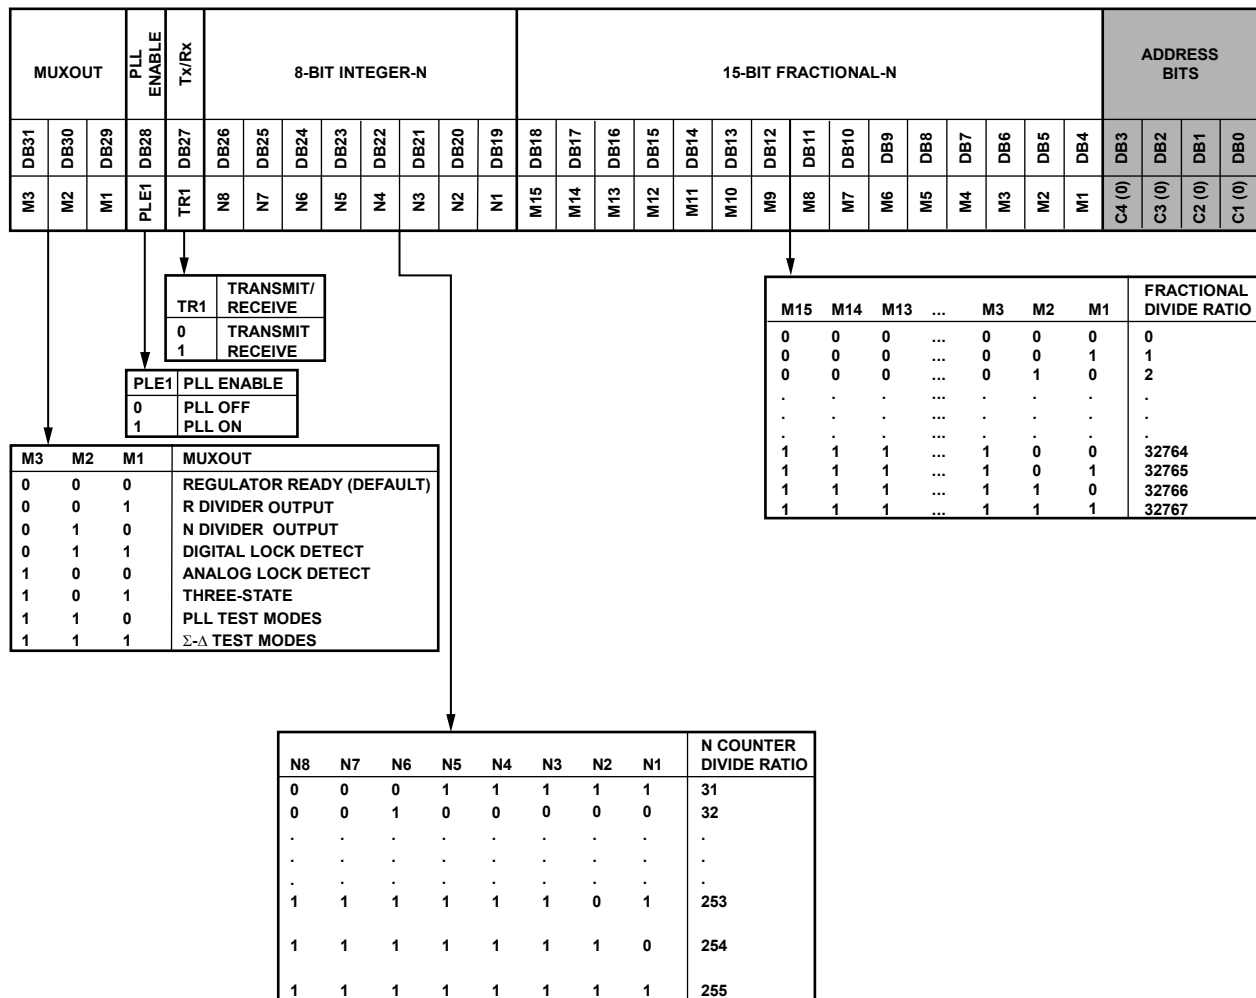 MUXOUT PLL ENABLE Tx/Rx 8-BIT INTEGER-N 15-BIT FRACTIONAL-N ADDRESS BITS
DB31 DB30 DB29 DB28 DB27 DB26 DB25 DB24 DB23 DB22 DB21 DB20 DB19 DB18 DB17 DB16 DB15 DB14 DB13 DB12 DB11 DB10 DB9 DB8 DB7 DB6 DB5 DB4 DB3 DB2 DB1 DB0
M3 M2 M1 PLE1 TR1 N8 N7 N6 N5 N4 N3 N2 N1 M15 M14 M13 M12 M11 M10 M9 M8 M7 M6 M5 M4 M3 M2 M1 C4 (0) C3 (0) C2 (0) C1 (0)
TR1 TRANSMIT/ RECEIVE
0 TRANSMIT
1 RECEIVE
PLE1 PLL ENABLE
0 PLL OFF
1 PLL ON
M3 M2 M1 MUXOUT
0 0 0 REGULATOR READY (DEFAULT)
0 0 1 R DIVIDER OUTPUT
0 1 0 N DIVIDER OUTPUT
0 1 1 DIGITAL LOCK DETECT
1 0 0 ANALOG LOCK DETECT
1 0 1 THREE-STATE
1 1 0 PLL TEST MODES
1 1 1 Σ-Δ TEST MODES
M15 M14 M13 ... M3 M2 M1 FRACTIONAL DIVIDE RATIO
0 0 0 ... 0 0 0 0
0 0 0 ... 0 0 1 1
0 0 0 ... 0 1 0 2
. . . ... . . . .
. . . ... . . . .
. . . ... . . . .
1 1 1 ... 1 0 0 32764
1 1 1 ... 1 0 1 32765
1 1 1 ... 1 1 0 32766
1 1 1 ... 1 1 1 32767
N8 N7 N6 N5 N4 N3 N2 N1 N COUNTER DIVIDE RATIO
0 0 0 1 1 1 1 1 31
0 0 1 0 0 0 0 0 32
. . . . . . . . .
. . . . . . . . .
. . . . . . . . .
1 1 1 1 1 1 0 1 253
1 1 1 1 1 1 1 0 254
1 1 1 1 1 1 1 1 255